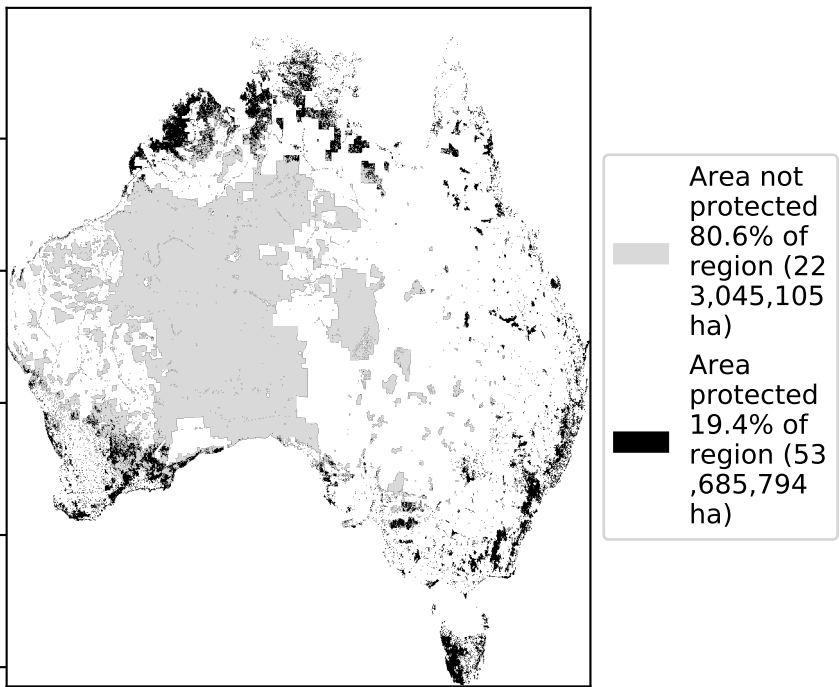 Area not
protected
80.6% of
region (22
3,045,105
ha)
Area
protected
19.4% of
region (53
,685,794
ha)